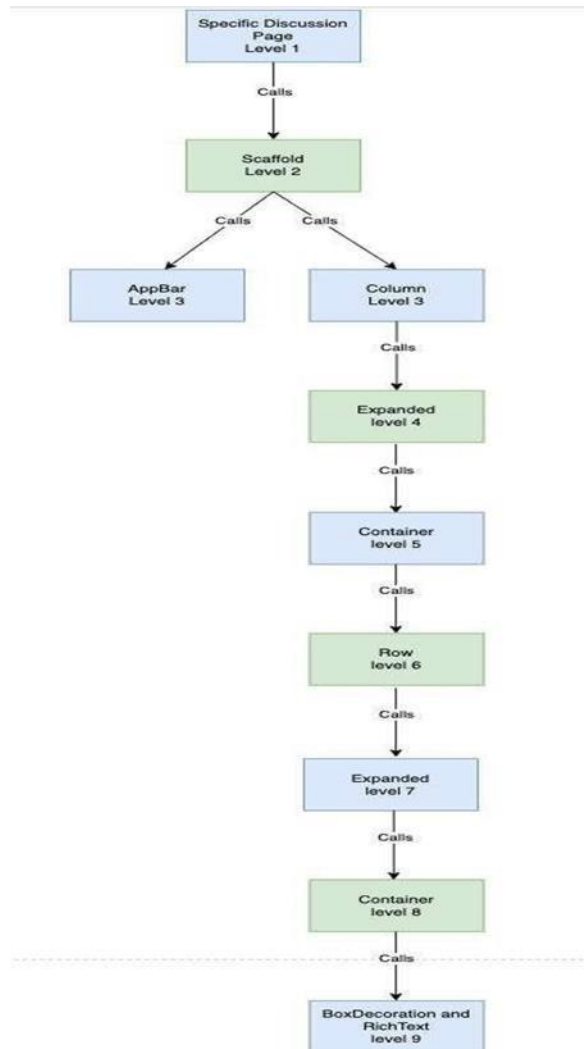 Specific Discussion
Page
Level 1
Calls
Scaffold
Level 2
Calls
Calls
AppBar
Level 3
Column
Level 3
Calls
Expanded
level 4
Calls
Container
level 5
Calls
Row
level 6
Calls
Expanded
level 7
Calls
Container
level 8
Calls
BoxDecoration and
RichText
level 9